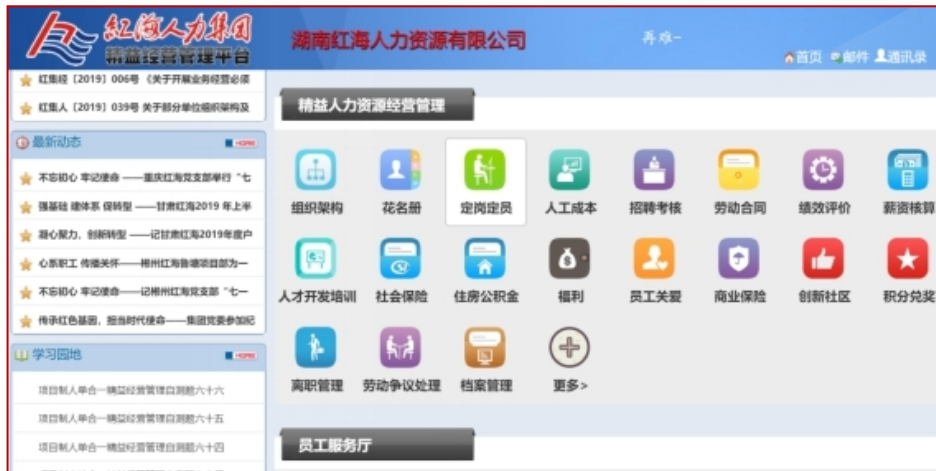 红海人力集团
精益经营管理平台
湖南红海人力资源有限公司
再难-
首页 邮件 通讯录
红集经〔2019〕006号 《关于开展业务经营必须
红集人〔2019〕039号 关于部分单位组织架构及
最新动态
HOME
不忘初心 牢记使命 ——重庆红海党支部举行 “七
强基础 建体系 保转型 ——甘肃红海2019 年上半
凝心聚力，创新转型 ——记甘肃红海2019年度户
心系职工 传播关怀——郴州红海鲁塘项目部为一
不忘初心 牢记使命——记郴州红海党支部 “七一
传承红色基因，担当时代使命——集团党委参加纪
学习园地
HOME
项目制人单合一精益经营管理自测题六十六
项目制人单合一精益经营管理自测题六十五
项目制人单合一精益经营管理自测题六十四
精益人力资源经营管理
组织架构 花名册 定岗定员 人工成本 招聘考核 劳动合同 绩效评价 薪资核算
人才开发培训 社会保险 住房公积金 福利 员工关爱 商业保险 创新社区 积分兑奖
离职管理 劳动争议处理 档案管理 更多>
员工服务厅